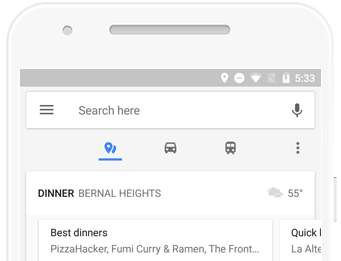 5:33
Search here
DINNER BERNAL HEIGHTS 55°
Best dinners
PizzaHacker, Fumi Curry & Ramen, The Front...
Quick
La Alte